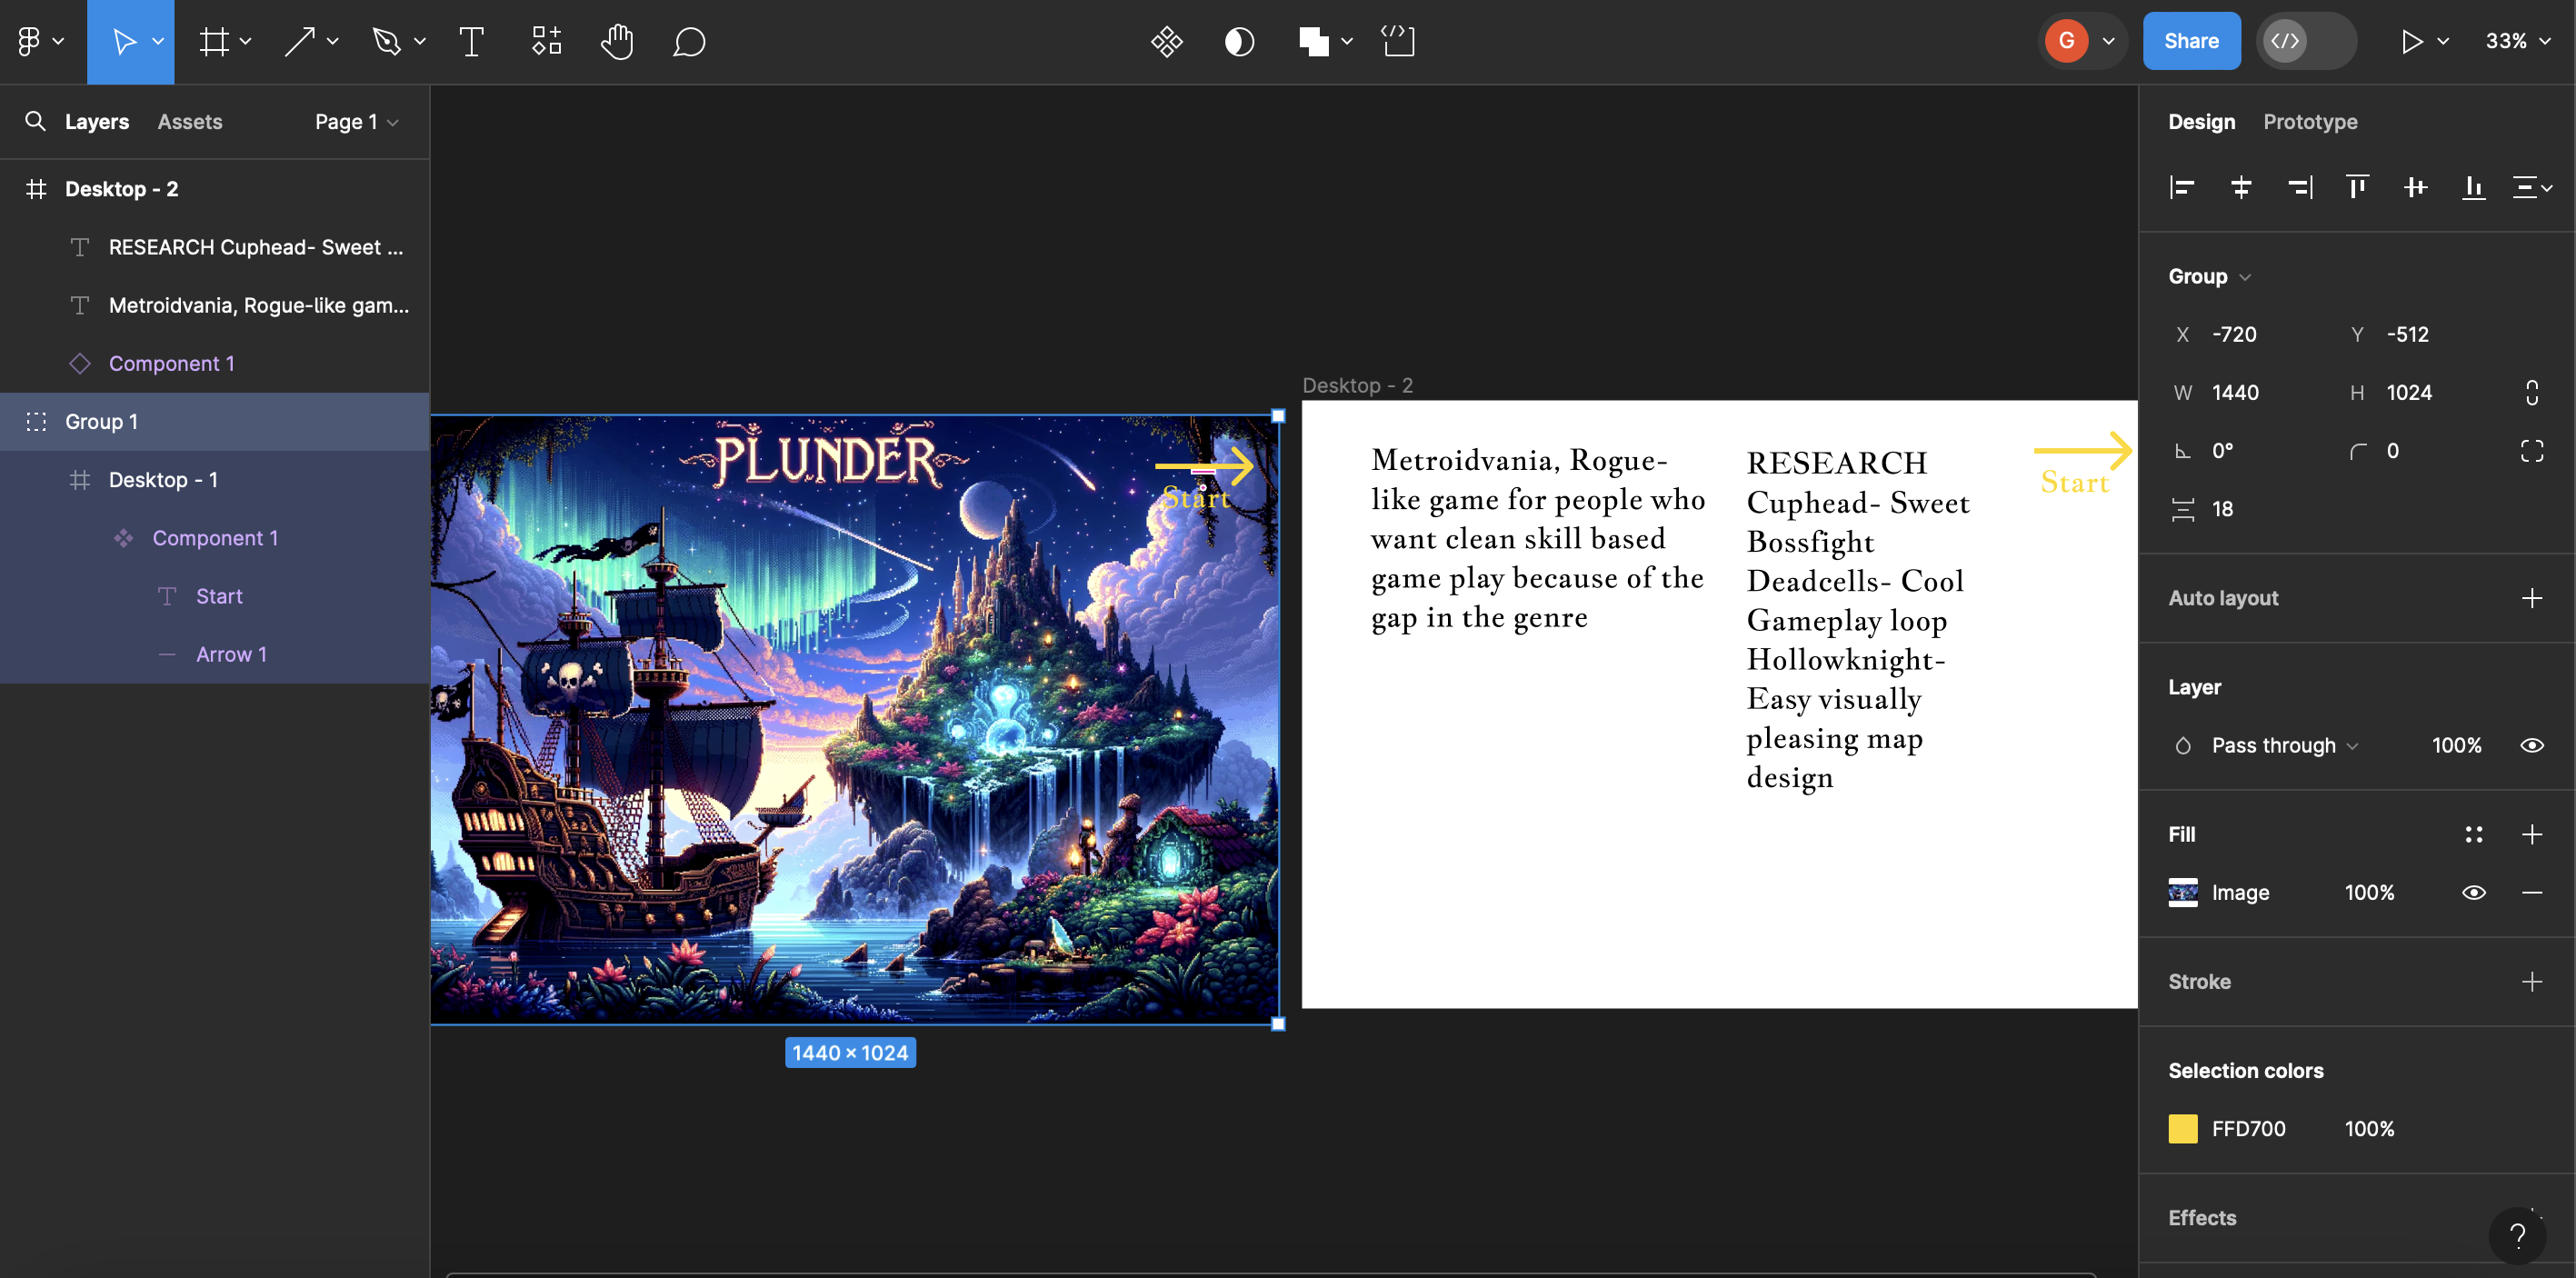 G
Share
33%
Layers
Assets
Page 1
Design
Prototype
Desktop - 2
RESEARCH Cuphead- Sweet ...
Metroidvania, Rogue-like gam...
Component 1
Group 1
Desktop - 1
Component 1
Start
Arrow 1
PLUNDER
Start
1440 × 1024
Desktop - 2
Metroidvania, Rogue-
like game for people who
want clean skill based
game play because of the
gap in the genre
RESEARCH
Cuphead- Sweet
Bossfight
Deadcells- Cool
Gameplay loop
Hollowknight-
Easy visually
pleasing map
design
Start
Group
X -720 Y -512
W 1440 H 1024
0° 0
18
Auto layout
Layer
Pass through 100%
Fill
Image 100%
Stroke
Selection colors
FFD700 100%
Effects
?